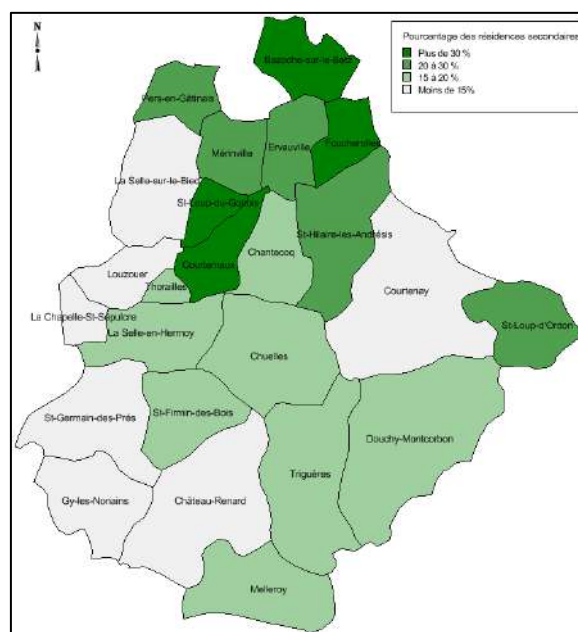 N
Pourcantage des résidences secondaires
Plus de 30 %
20 à 30 %
15 à 20 %
Moins de 15%
Bazoche-sur-le-Betz
Pers-en-Gâtinais
Mérinville
Ervauville
Foucherolles
La Selle-sur-le-Bied
St-Loup-de-Gonois
St-Hilaire-les-Andrésis
Chantecoq
Courtemaux
Louzouer
Thorailles
Courtenay
La Chapelle-St-Sépulcre
St-Loup-d'Ordon
La Selle-en-Hermoy
Chuelles
St-Germain-des-Prés
St-Firmin-des-Bois
Douchy-Montcorbon
Triguères
Gy-les-Nonains
Château-Renard
Melleroy